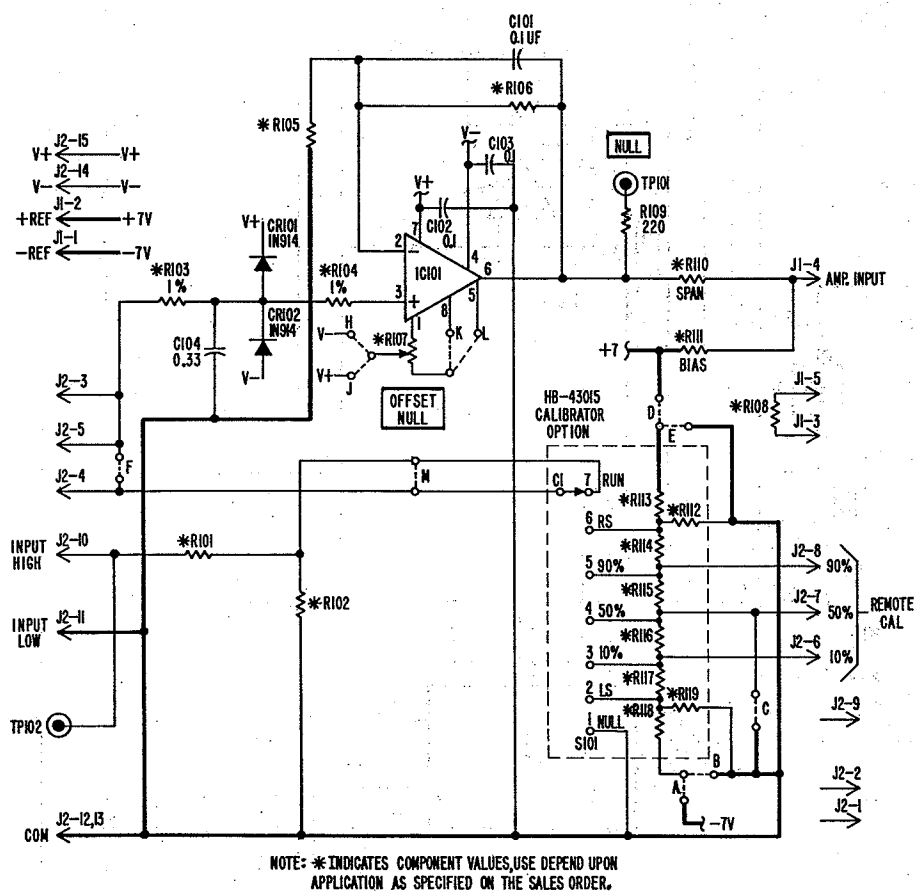 C101
0.1UF
*R106
*R105
V-
C103
0.1
NULL
TP101
J2-15
V+ V+
J2-14
V- V-
J1-2
+REF +7V
J1-1
-REF -7V
V+
C102
0.1
R109
220
V+
CR101
IN914
7
2
-
4
IC101
6
5
3
+
8
1
*R103
1%
*R104
1%
*R110
SPAN
J1-4
AMP. INPUT
CR102
IN914
C104
0.33
V-
V-
H
V+
J
*R107
K
L
OFFSET
NULL
+7
*R111
BIAS
J2-3
HB-43015
CALIBRATOR
OPTION
D
E
*R108
J1-5
J1-3
J2-5
F
J2-4
M
C1
7
RUN
*R113
*R112
6 RS
INPUT
HIGH
J2-10
*R101
*R114
J2-8
90%
5 90%
*R115
J2-7
50%
REMOTE
CAL
*R102
4 50%
*R116
J2-6
10%
INPUT
LOW
J2-11
3 10%
*R117
2 LS
*R119
*R118
C
J2-9
TP102
1
NULL
S101
B
A
J2-2
J2-1
-7V
COM
J2-12,13
NOTE: * INDICATES COMPONENT VALUES, USE DEPEND UPON
APPLICATION AS SPECIFIED ON THE SALES ORDER.